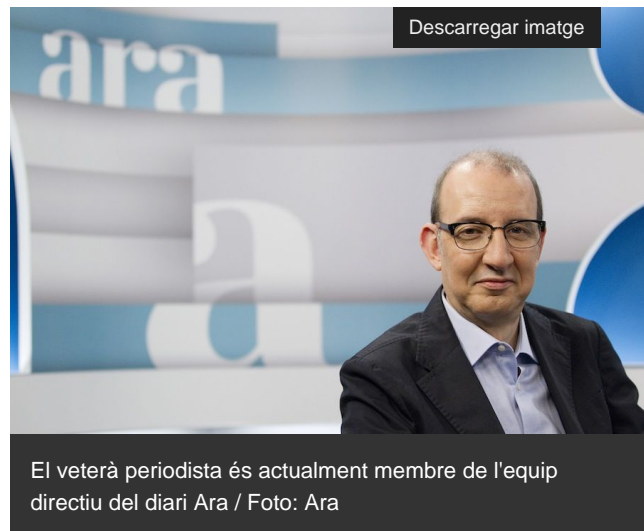 Descarregar imatge
ara
a
El veterà periodista és actualment membre de l'equip
directiu del diari Ara / Foto: Ara